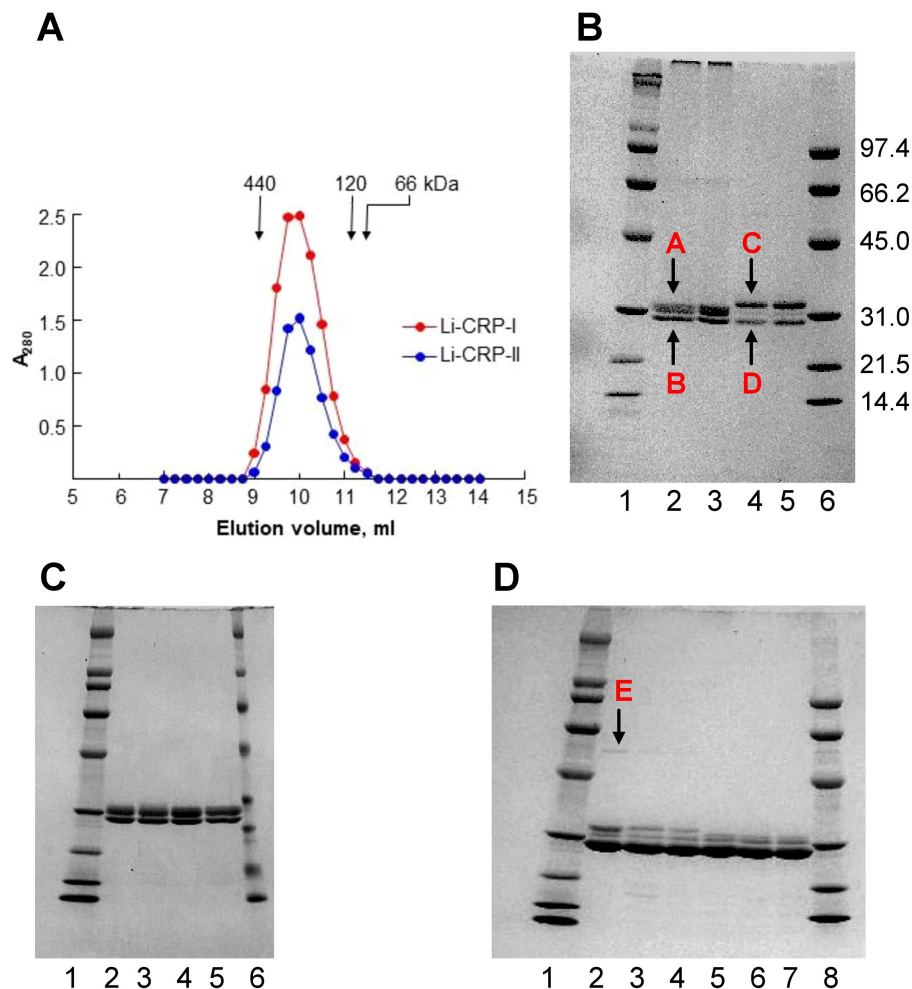 A
440 120 66 kDa
2.5
2.0
1.5
1.0
0.5
A280
Li-CRP-I
Li-CRP-II
5 6 7 8 9 10 11 12 13 14 15
Elution volume, ml
B
97.4
66.2
45.0
31.0
21.5
14.4
A C
B D
1 2 3 4 5 6
C
1 2 3 4 5 6
D
E
1 2 3 4 5 6 7 8